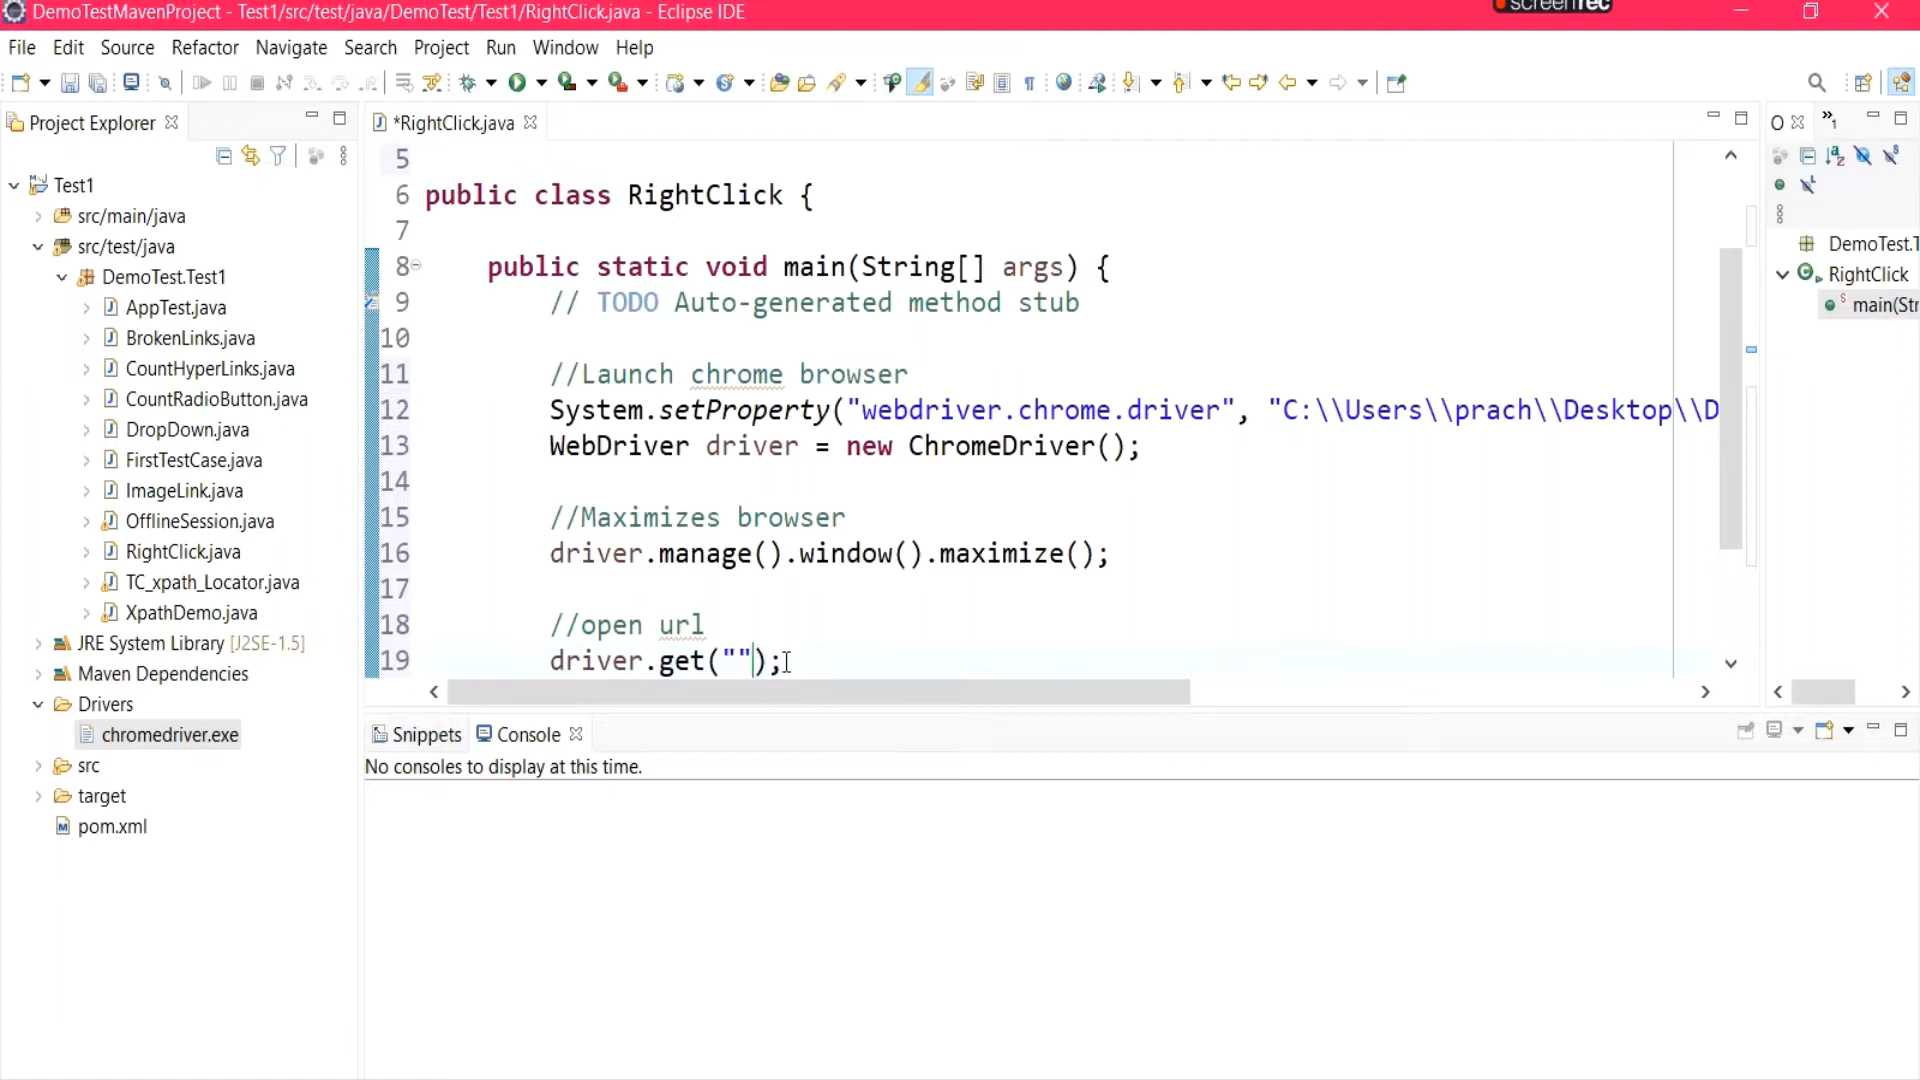 DemoTestMavenProject - Test1/src/test/java/DemoTest/Test1/RightClick.java - Eclipse IDE
screenrec
File Edit Source Refactor Navigate Search Project Run Window Help
Project Explorer
Test1
src/main/java
src/test/java
DemoTest.Test1
AppTest.java
BrokenLinks.java
CountHyperLinks.java
CountRadioButton.java
DropDown.java
FirstTestCase.java
ImageLink.java
OfflineSession.java
RightClick.java
TC_xpath_Locator.java
XpathDemo.java
JRE System Library [J2SE-1.5]
Maven Dependencies
Drivers
chromedriver.exe
src
target
pom.xml
*RightClick.java
5
6 public class RightClick {
7
8 public static void main(String[] args) {
9 // TODO Auto-generated method stub
10
11 //Launch chrome browser
12 System.setProperty("webdriver.chrome.driver", "C:\\Users\\prach\\Desktop\\D
13 WebDriver driver = new ChromeDriver();
14
15 //Maximizes browser
16 driver.manage().window().maximize();
17
18 //open url
19 driver.get("");
Snippets Console
No consoles to display at this time.
O »1
DemoTest.T
RightClick
main(Str